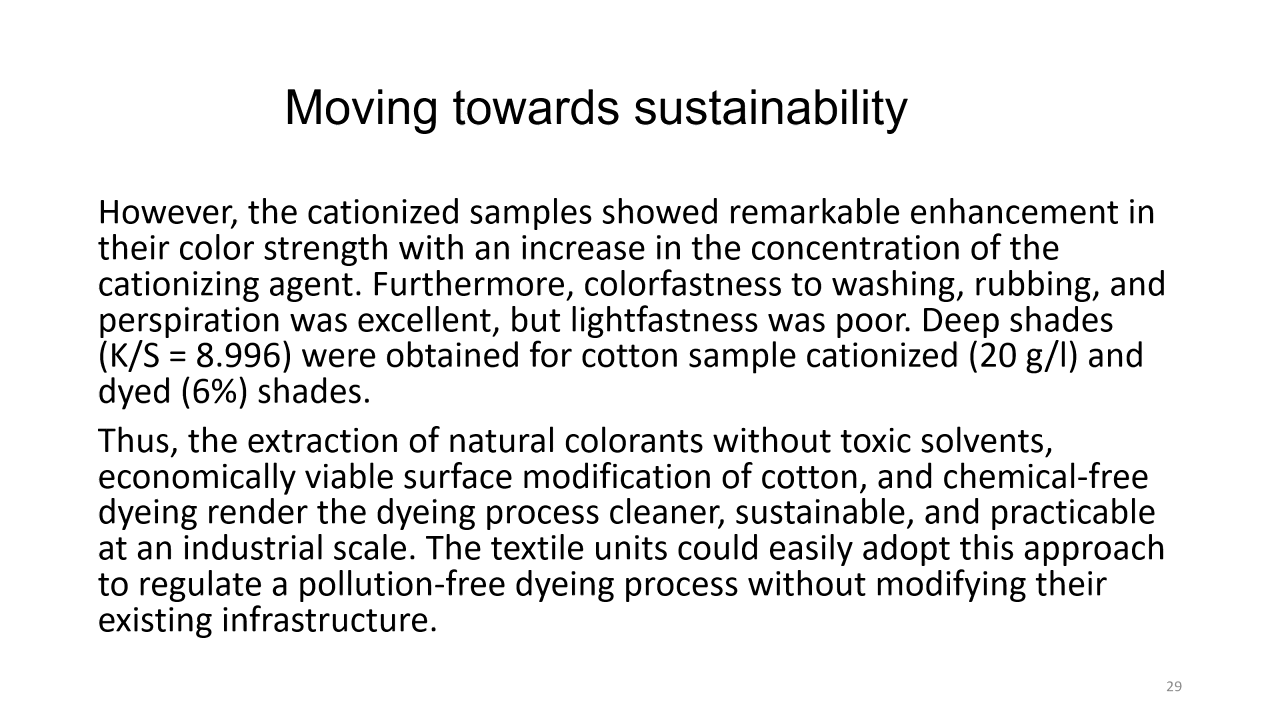 Moving towards sustainability
However, the cationized samples showed remarkable enhancement in
their color strength with an increase in the concentration of the
cationizing agent. Furthermore, colorfastness to washing, rubbing, and
perspiration was excellent, but lightfastness was poor. Deep shades
(K/S = 8.996) were obtained for cotton sample cationized (20 g/l) and
dyed (6%) shades.
Thus, the extraction of natural colorants without toxic solvents,
economically viable surface modification of cotton, and chemical-free
dyeing render the dyeing process cleaner, sustainable, and practicable
at an industrial scale. The textile units could easily adopt this approach
to regulate a pollution-free dyeing process without modifying their
existing infrastructure.
29